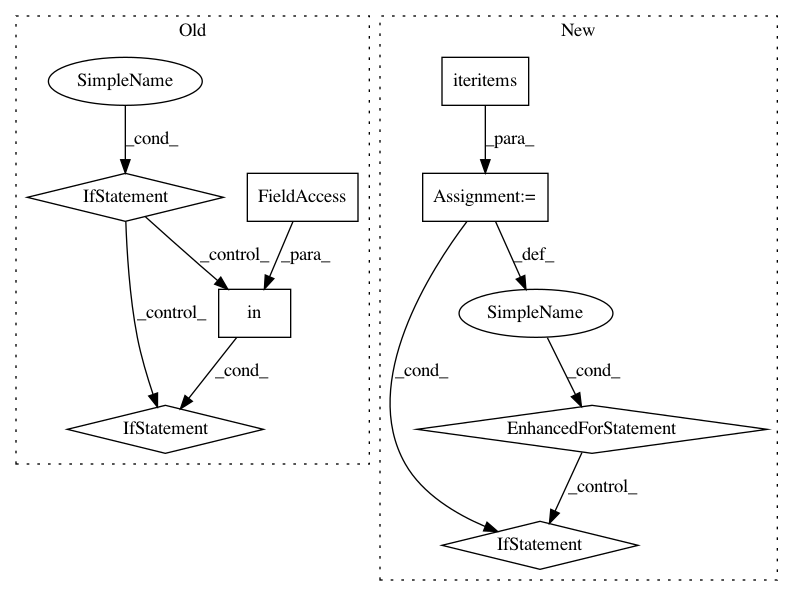 Old
New
SimpleName
iteritems
_cond_
_para_
IfStatement
FieldAccess
Assignment:=
_control_
_para_
_def_
_control_
in
SimpleName
_cond_
_cond_
_cond_
IfStatement
EnhancedForStatement
_control_
IfStatement